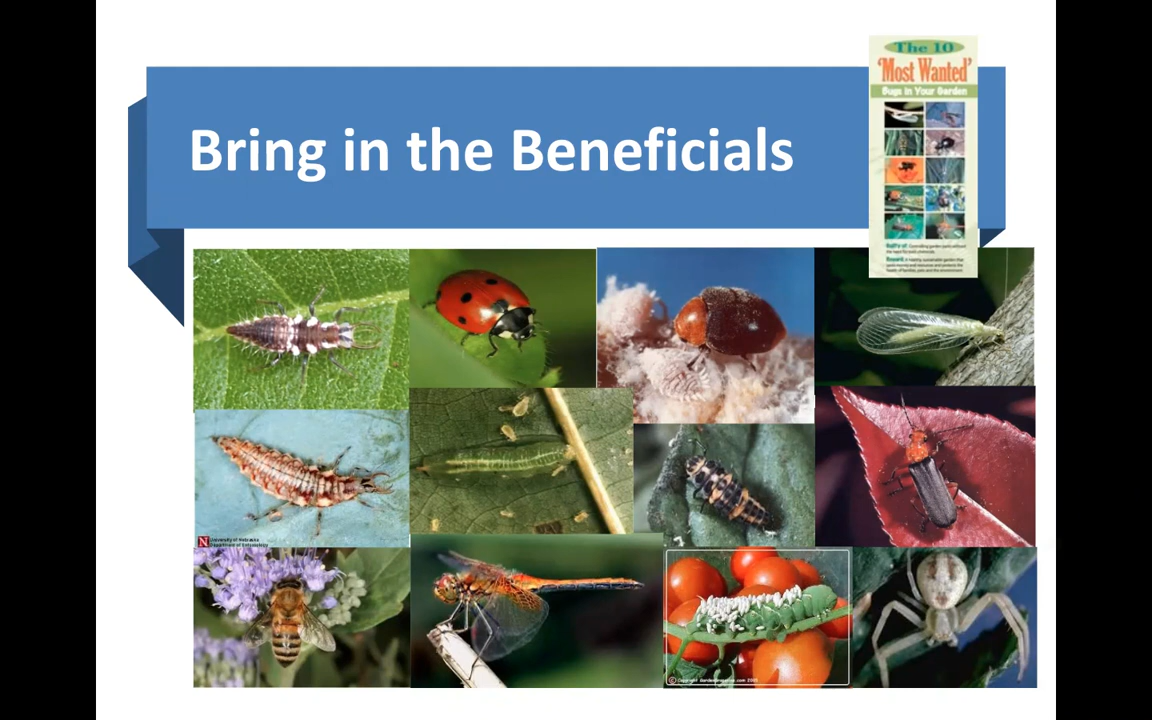 The 10
'Most Wanted'
Bugs in Your Garden
Bring in the Beneficials
University of Nebraska
Department of Entomology